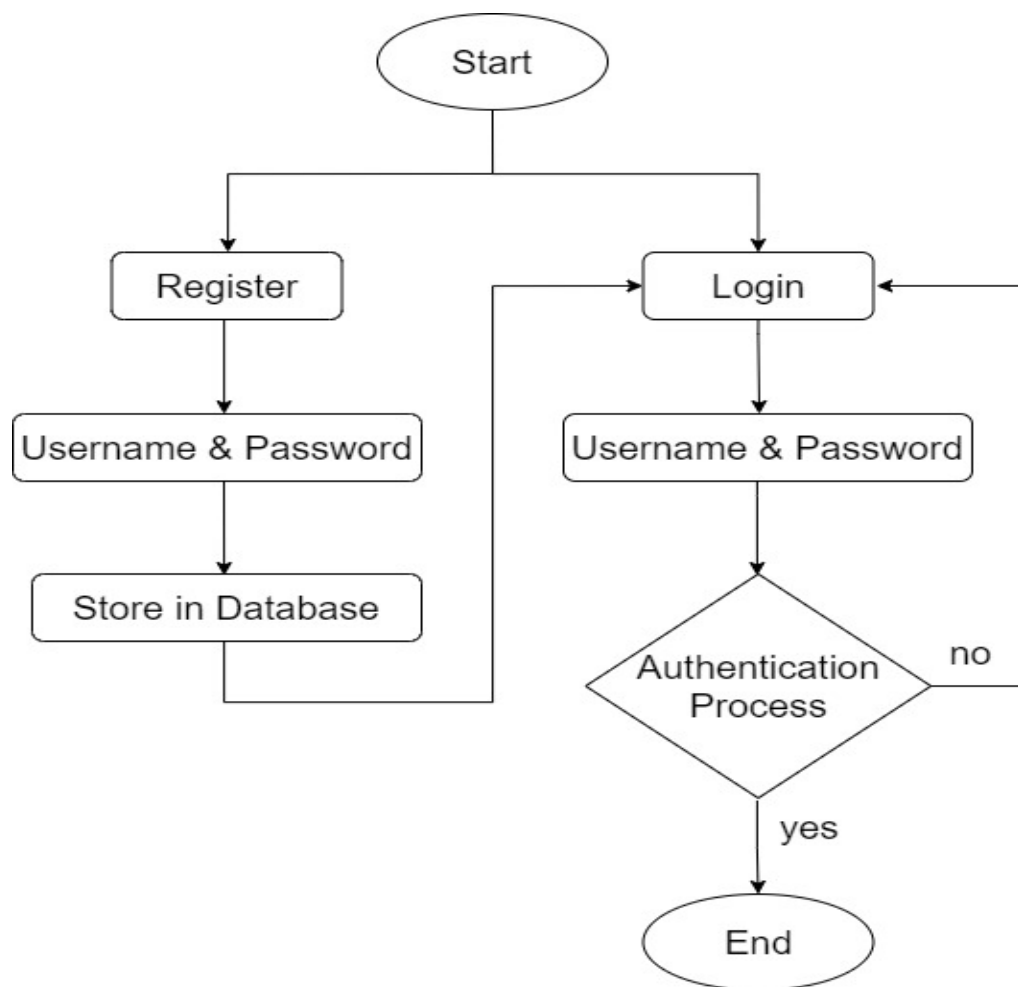 Start
Register
Login
Username & Password
Username & Password
Store in Database
Authentication
Process
no
yes
End